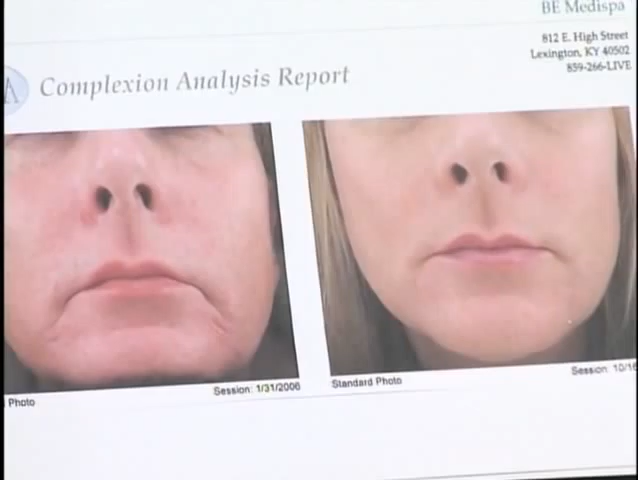 BE Medispa
812 E. High Street
Lexington, KY 40502
859-266-LIVE
Complexion Analysis Report
Photo
Session: 1/31/2006
Standard Photo
Session: 10/16